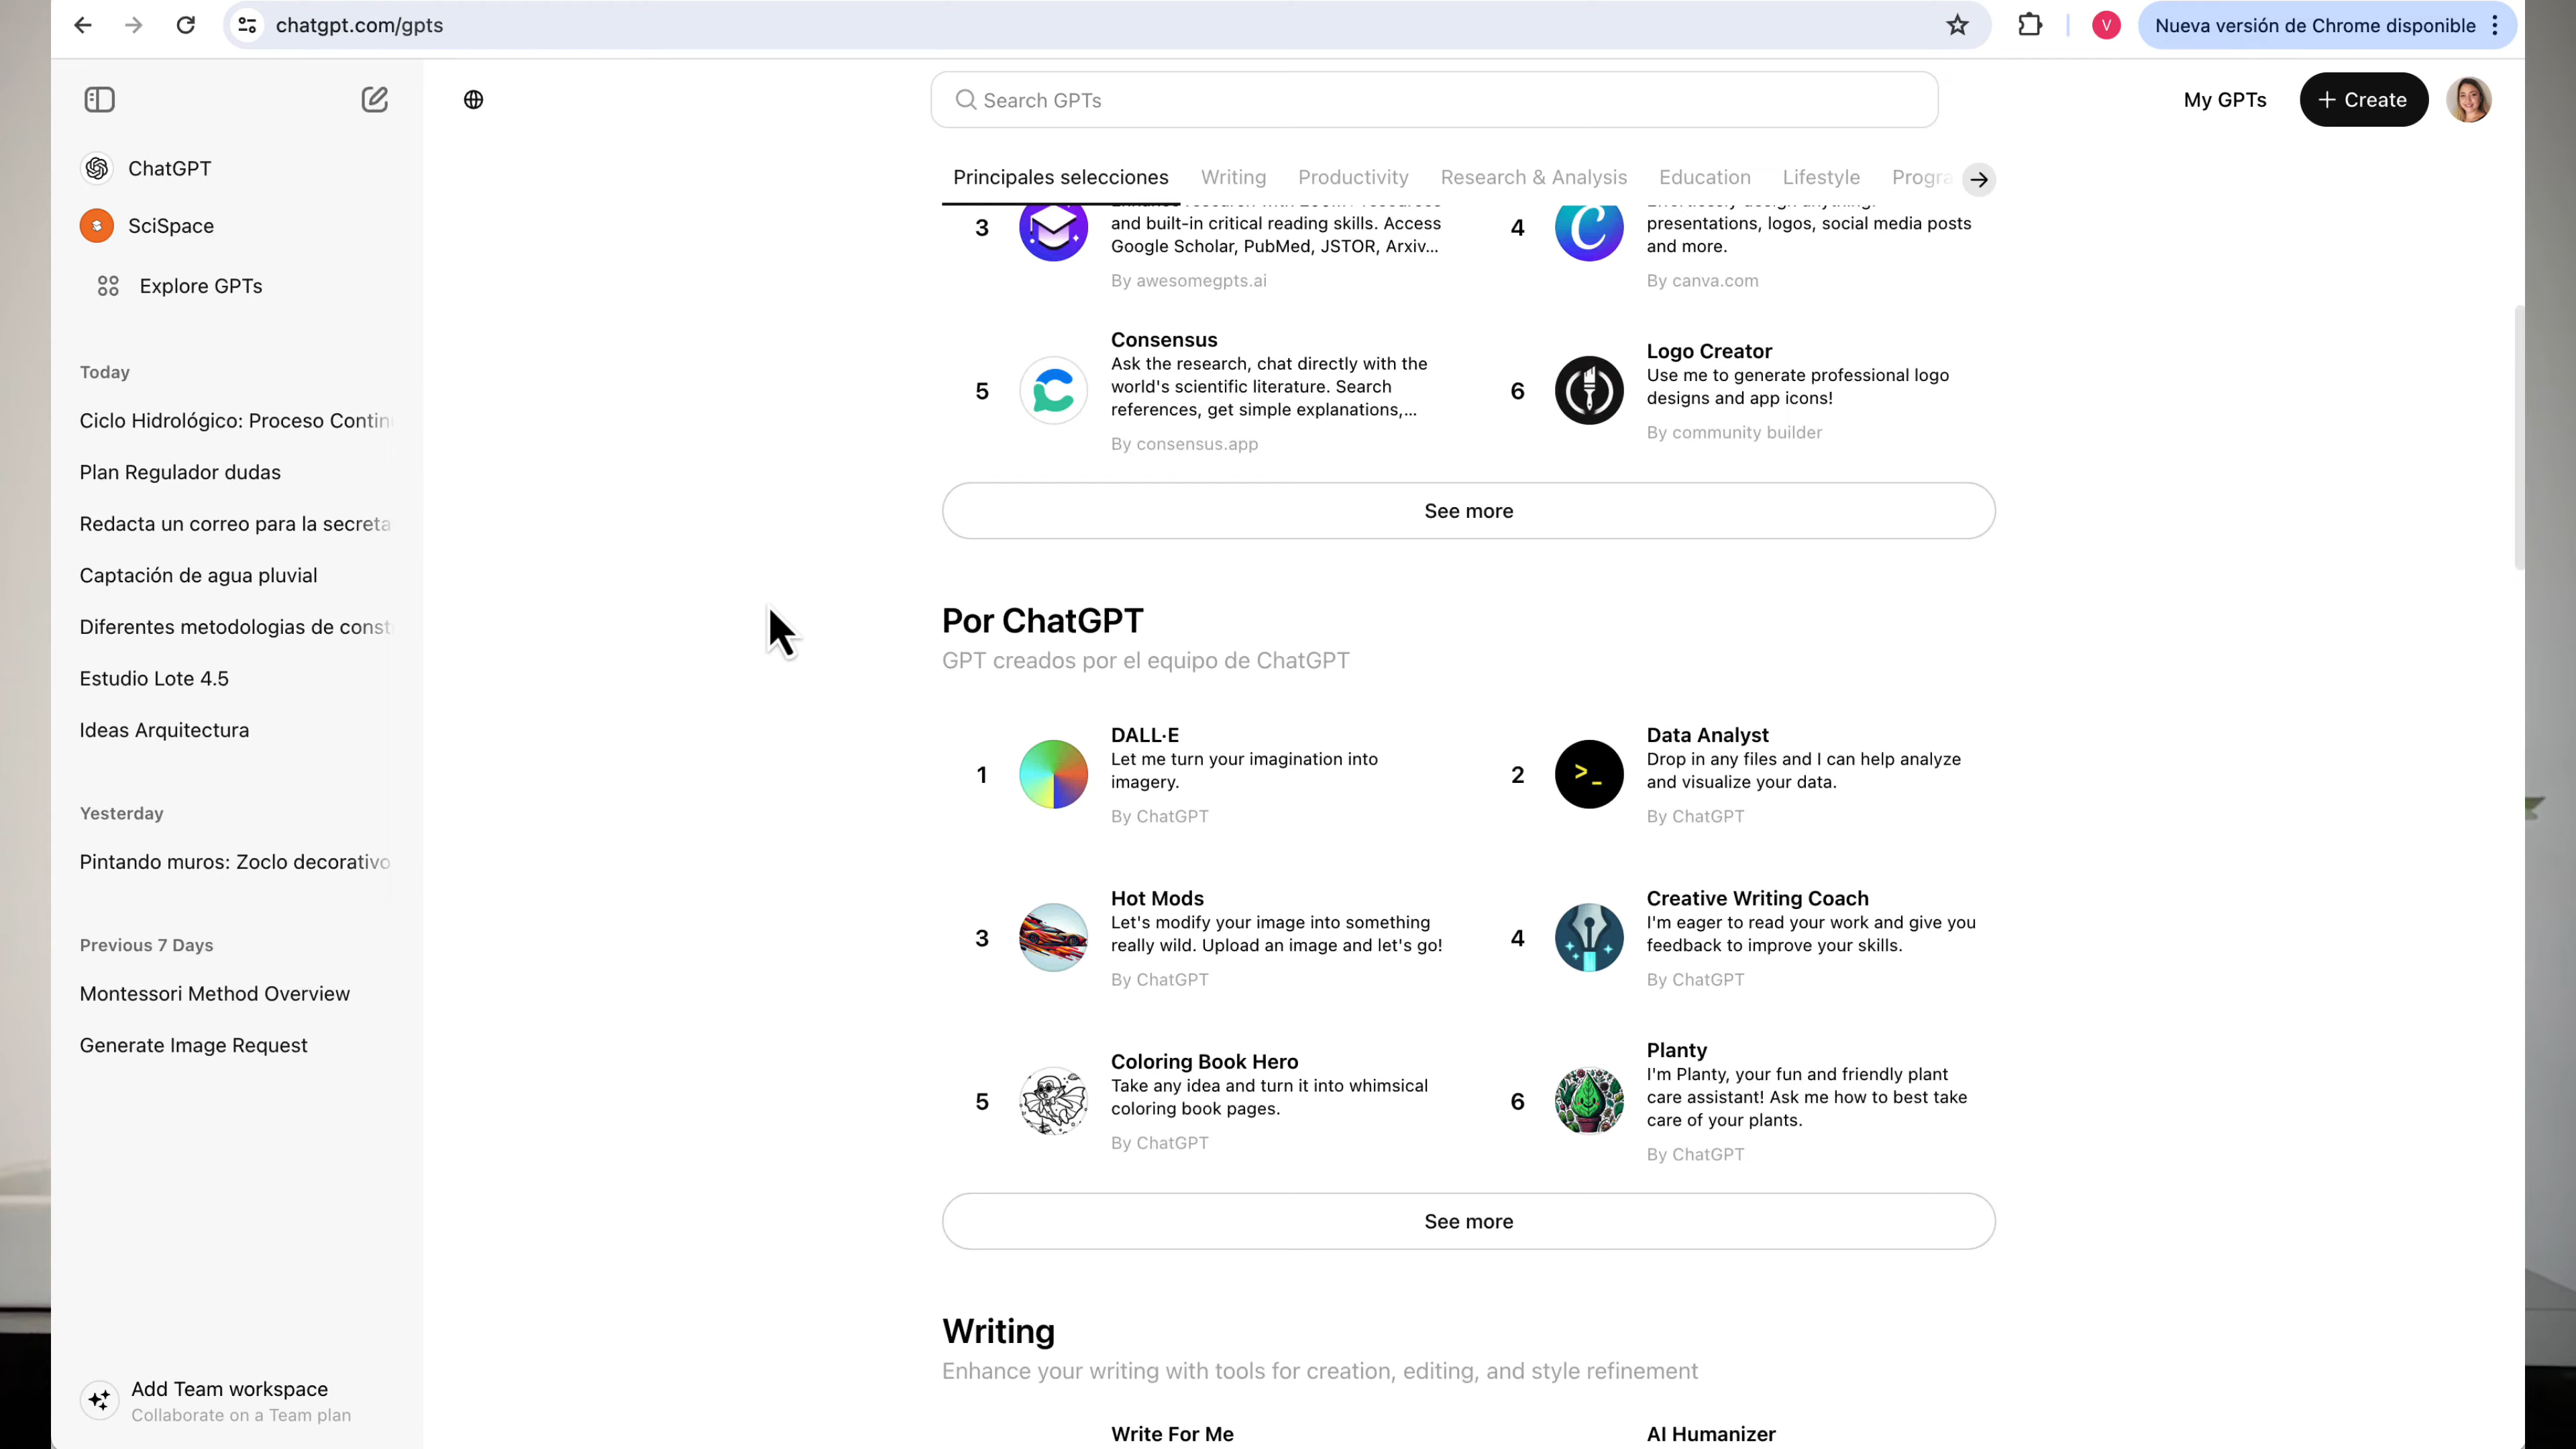 chatgpt.com/gpts
Nueva versión de Chrome disponible
V
Search GPTs
My GPTs
Create
ChatGPT
SciSpace
Explore GPTs
Today
Ciclo Hidrológico: Proceso Contin
Plan Regulador dudas
Redacta un correo para la secreta
Captación de agua pluvial
Diferentes metodologias de const
Estudio Lote 4.5
Ideas Arquitectura
Yesterday
Pintando muros: Zoclo decorativo
Previous 7 Days
Montessori Method Overview
Generate Image Request
Add Team workspace
Collaborate on a Team plan
Principales selecciones Writing Productivity Research & Analysis Education Lifestyle Progra
3
and built-in critical reading skills. Access
Google Scholar, PubMed, JSTOR, Arxiv...
By awesomegpts.ai
4
presentations, logos, social media posts
and more.
By canva.com
5
Consensus
Ask the research, chat directly with the
world's scientific literature. Search
references, get simple explanations,...
By consensus.app
6
Logo Creator
Use me to generate professional logo
designs and app icons!
By community builder
See more
Por ChatGPT
GPT creados por el equipo de ChatGPT
1
DALL·E
Let me turn your imagination into
imagery.
By ChatGPT
2
Data Analyst
Drop in any files and I can help analyze
and visualize your data.
By ChatGPT
3
Hot Mods
Let's modify your image into something
really wild. Upload an image and let's go!
By ChatGPT
4
Creative Writing Coach
I'm eager to read your work and give you
feedback to improve your skills.
By ChatGPT
5
Coloring Book Hero
Take any idea and turn it into whimsical
coloring book pages.
By ChatGPT
6
Planty
I'm Planty, your fun and friendly plant
care assistant! Ask me how to best take
care of your plants.
By ChatGPT
See more
Writing
Enhance your writing with tools for creation, editing, and style refinement
Write For Me
AI Humanizer